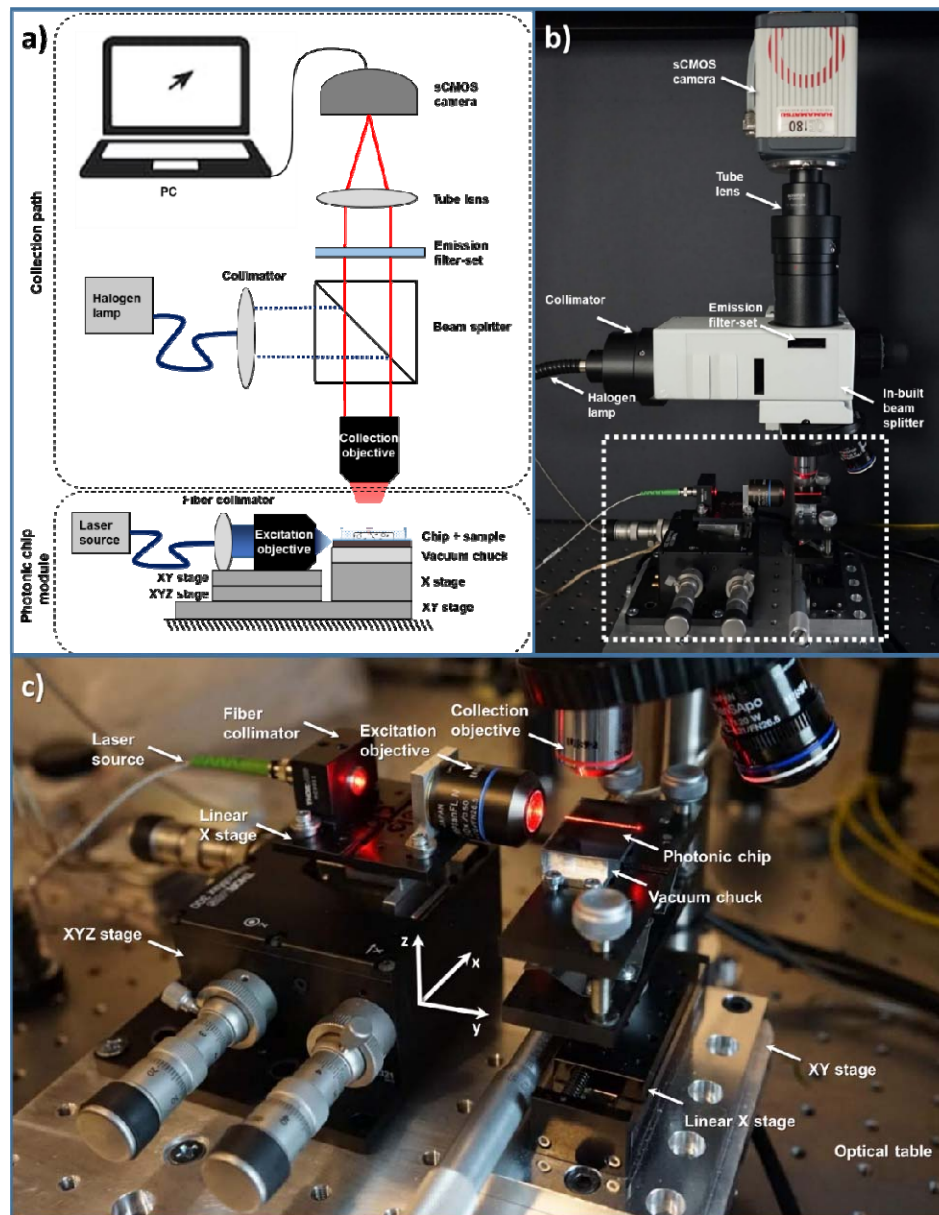 a)
sCMOS
camera
PC
Tube lens
Emission
filter-set
Collimattor
Halogen
lamp
Beam splitter
Collection
objective
Collection path
Fiber collimator
Laser
source
Excitation
objective
Chip + sample
Vacuum chuck
XY stage
X stage
XYZ stage
XY stage
Photonic chip
module
b)
sCMOS
camera
180
Tube
lens
Collimator
Emission
filter-set
Halogen
lamp
In-built
beam
splitter
c)
Fiber
collimator
Collection
objective
Excitation
objective
Laser
source
Linear
X stage
Photonic chip
Vacuum chuck
XYZ stage
z
x
y
XY stage
Linear X stage
Optical table